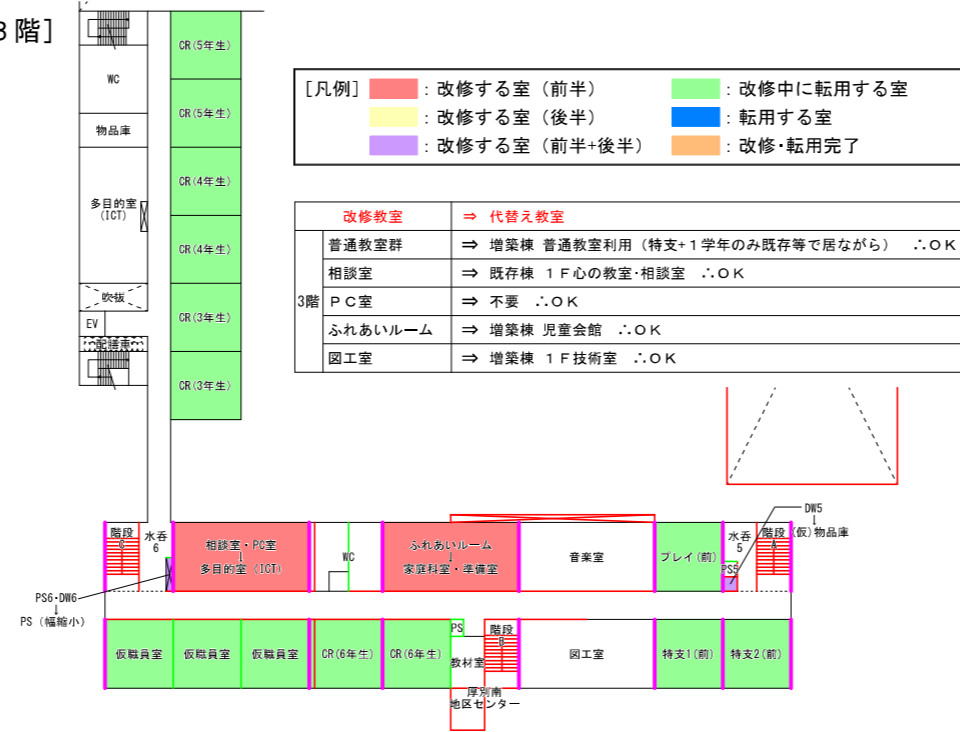 3階]
[凡例]
: 改修する室（前半）
: 改修中に転用する室
: 改修する室（後半）
: 転用する室
: 改修する室（前半+後半）
: 改修・転用完了
改修教室 ⇒ 代替え教室
3階
普通教室群 ⇒ 増築棟 普通教室利用（特支+１学年のみ既存等で居ながら） ∴ＯＫ
相談室 ⇒ 既存棟 １Ｆ心の教室・相談室 ∴ＯＫ
ＰＣ室 ⇒ 不要 ∴ＯＫ
ふれあいルーム ⇒ 増築棟 児童会館 ∴ＯＫ
図工室 ⇒ 増築棟 １Ｆ技術室 ∴ＯＫ
WC
物品庫
多目的室
(ICT)
吹抜
EV
配膳車
CR(5年生)
CR(5年生)
CR(4年生)
CR(4年生)
CR(3年生)
CR(3年生)
階段
C
水呑
6
相談室・PC室
↓
多目的室（ICT）
WC
ふれあいルーム
↓
家庭科室・準備室
音楽室
プレイ(前)
水呑
5
PS5
階段
A
DW5
↓
(仮)物品庫
PS6・DW6
↓
PS（幅縮小）
仮職員室
仮職員室
仮職員室
CR(6年生)
CR(6年生)
PS
教材室
階段
B
図工室
特支1(前)
特支2(前)
厚別南
地区センター